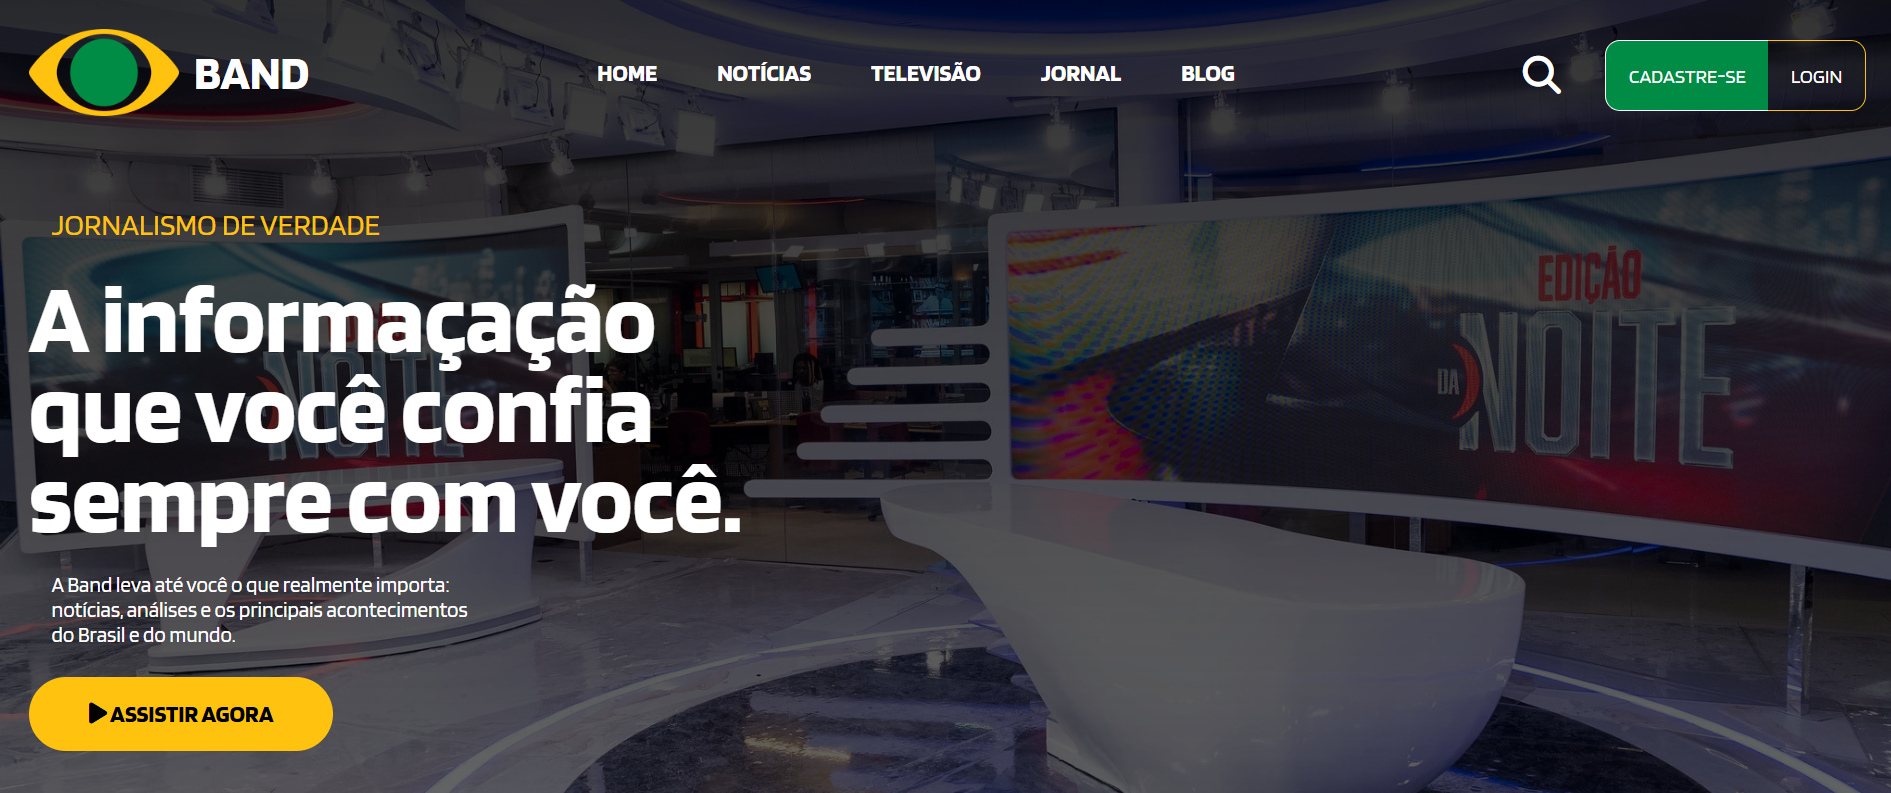 BAND
HOME NOTÍCIAS TELEVISÃO JORNAL BLOG
CADASTRE-SE LOGIN
JORNALISMO DE VERDADE
A informaçação
que você confia
sempre com você.
EDIÇÃO
DA NOITE
NOITE
A Band leva até você o que realmente importa:
notícias, análises e os principais acontecimentos
do Brasil e do mundo.
ASSISTIR AGORA